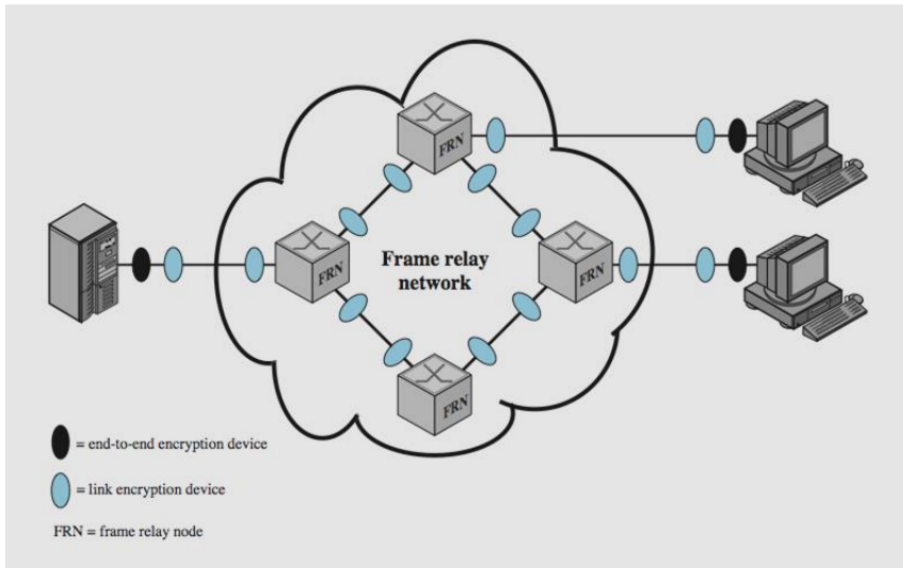 FRN
FRN
Frame relay
network
FRN
FRN
= end-to-end encryption device
= link encryption device
FRN = frame relay node